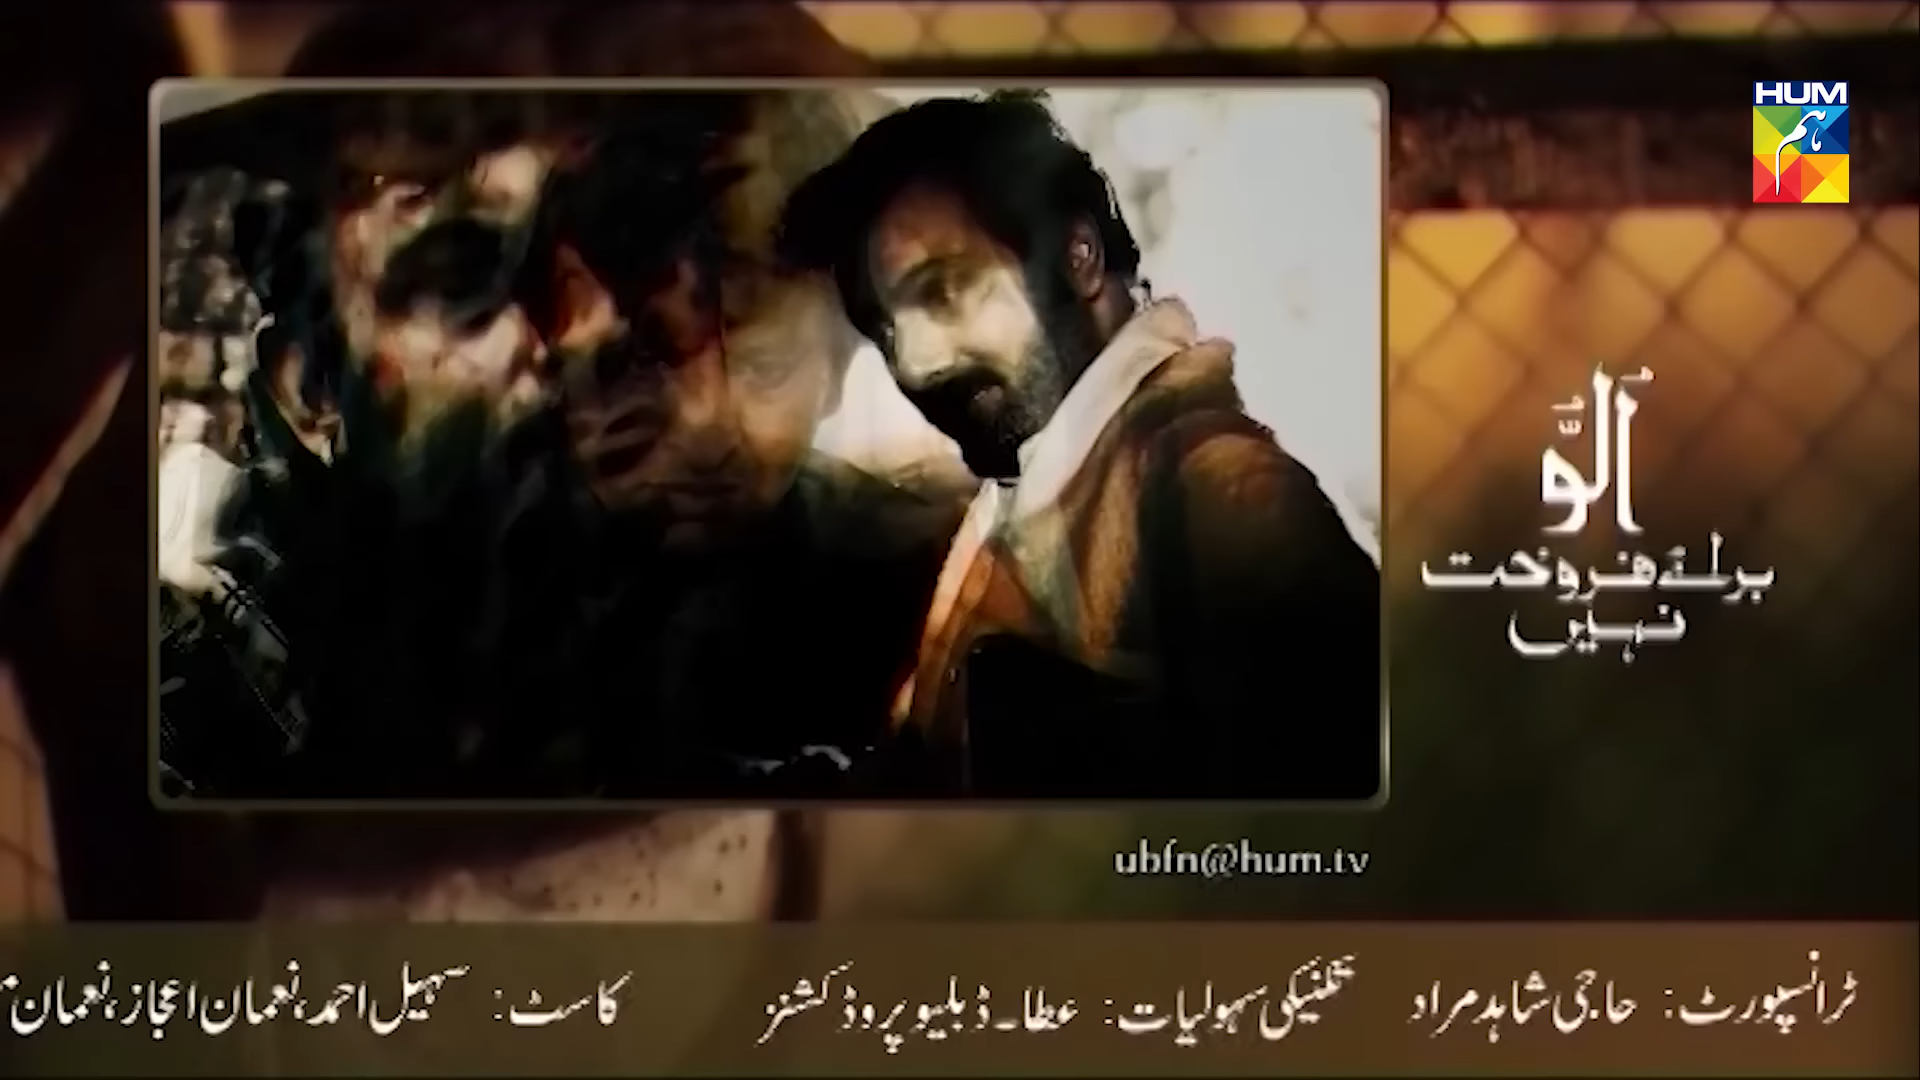 HUM
ہم
اُلّو
برائے فروخت
نہیں
ubfn@hum.tv
ٹرانسپورٹ: حاجی شاہد مراد تکنیکی سہولیات: عطا۔ڈبلیو پروڈکشنز کاسٹ: سہیل احمد، نعمان اعجاز، نعمان